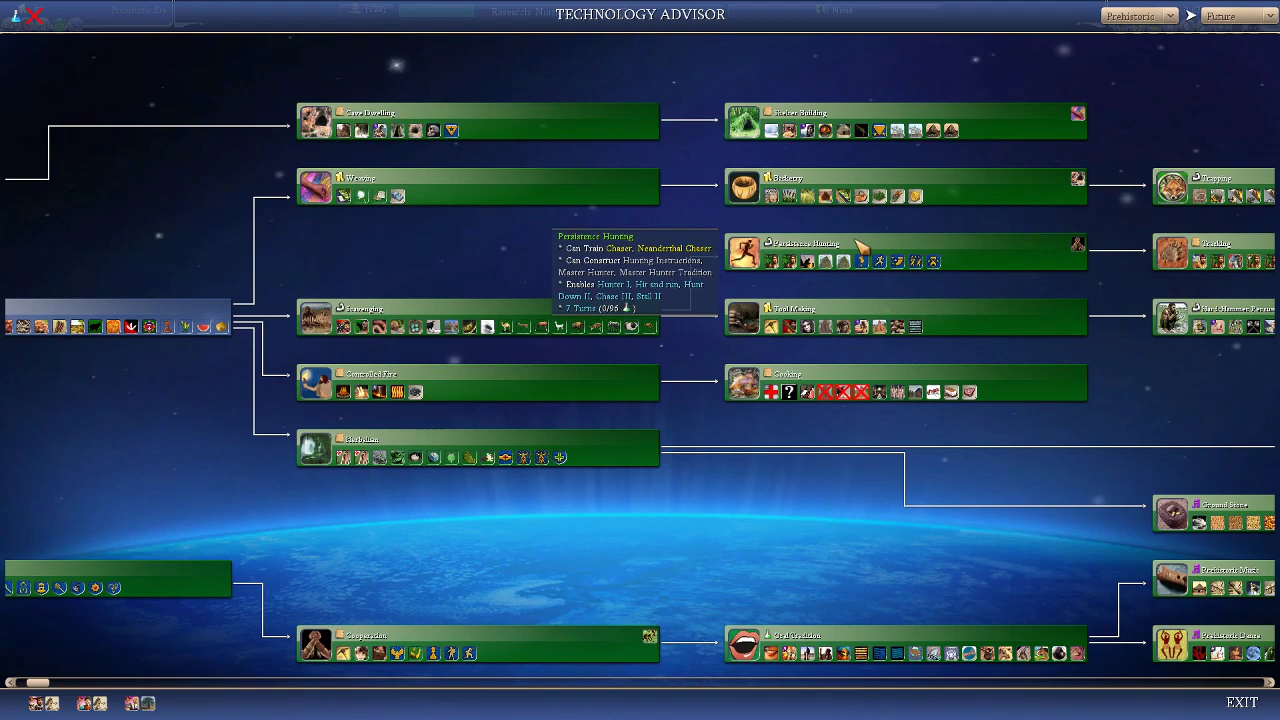 TECHNOLOGY ADVISOR
Prehistoric
Future
Cave Dwelling
Shelter Building
Weaving
Basketry
Trapping
Persistence Hunting
Tracking
Persistence Hunting
* Can Train Chaser, Neanderthal Chaser
* Can Construct Hunting Instructions,
Master Hunter, Master Hunter Tradition
* Enables Hunter I, Hit and run, Hunt
Down II, Chase III, Stall II
* 7 Turns (0/96 )
Scavenging
Tool Making
Controlled Fire
Cooking
Herbalism
Ground Stone
Prehistoric Music
Cooperation
Oral Tradition
Prehistoric Dance
EXIT